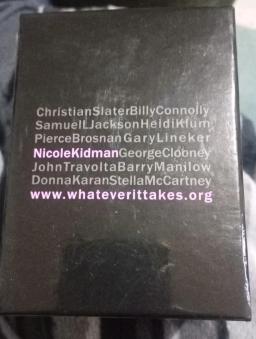 ChristianSlaterBillyConnolly
SamuelLJacksonHeidiKlum
PierceBrosnanGaryLineker
NicoleKidmanGeorgeClooney
JohnTravoltaBarryManilow
DonnaKaranStellaMcCartney
www.whateverittakes.org